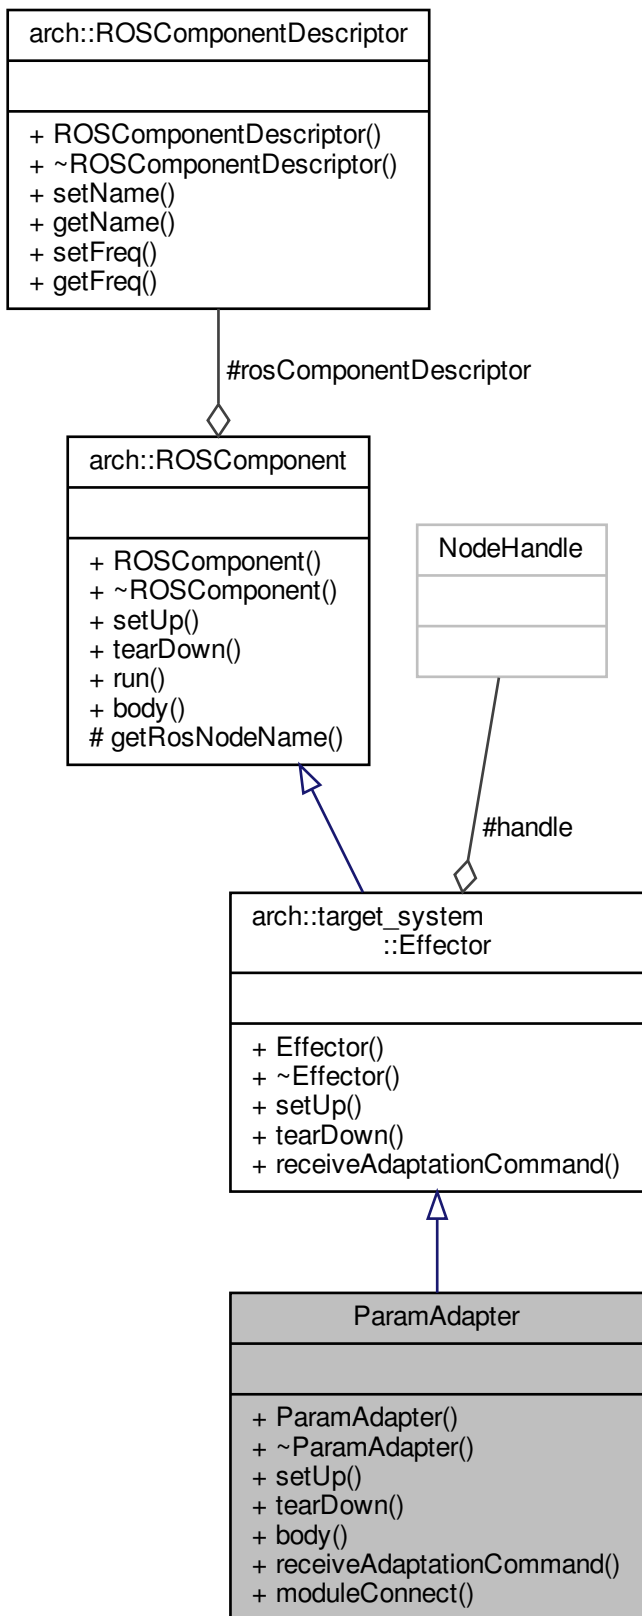 arch::ROSComponentDescriptor
+ ROSComponentDescriptor()
+ ~ROSComponentDescriptor()
+ setName()
+ getName()
+ setFreq()
+ getFreq()
#rosComponentDescriptor
arch::ROSComponent
+ ROSComponent()
+ ~ROSComponent()
+ setUp()
+ tearDown()
+ run()
+ body()
# getRosNodeName()
NodeHandle
#handle
arch::target_system
::Effector
+ Effector()
+ ~Effector()
+ setUp()
+ tearDown()
+ receiveAdaptationCommand()
ParamAdapter
+ ParamAdapter()
+ ~ParamAdapter()
+ setUp()
+ tearDown()
+ body()
+ receiveAdaptationCommand()
+ moduleConnect()